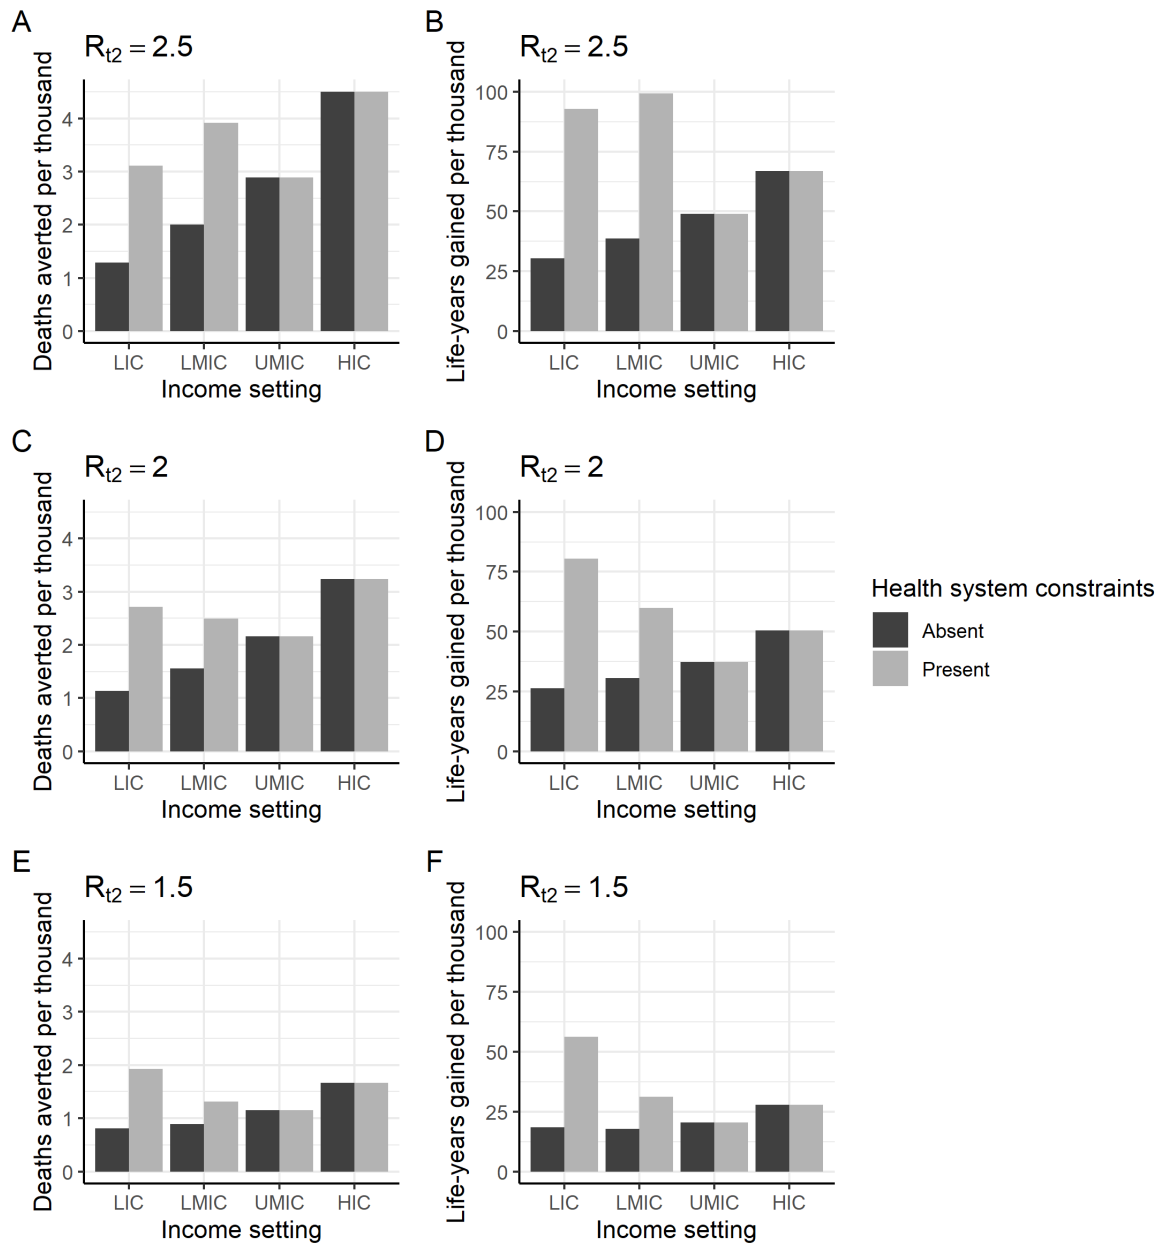 A
R_t2 = 2.5
Deaths averted per thousand
4
3
2
1
0
LIC LMIC UMIC HIC
Income setting
B
R_t2 = 2.5
Life-years gained per thousand
100
75
50
25
0
LIC LMIC UMIC HIC
Income setting
C
R_t2 = 2
Deaths averted per thousand
4
3
2
1
0
LIC LMIC UMIC HIC
Income setting
D
R_t2 = 2
Life-years gained per thousand
100
75
50
25
0
LIC LMIC UMIC HIC
Income setting
Health system constraints
Absent
Present
E
R_t2 = 1.5
Deaths averted per thousand
4
3
2
1
0
LIC LMIC UMIC HIC
Income setting
F
R_t2 = 1.5
Life-years gained per thousand
100
75
50
25
0
LIC LMIC UMIC HIC
Income setting